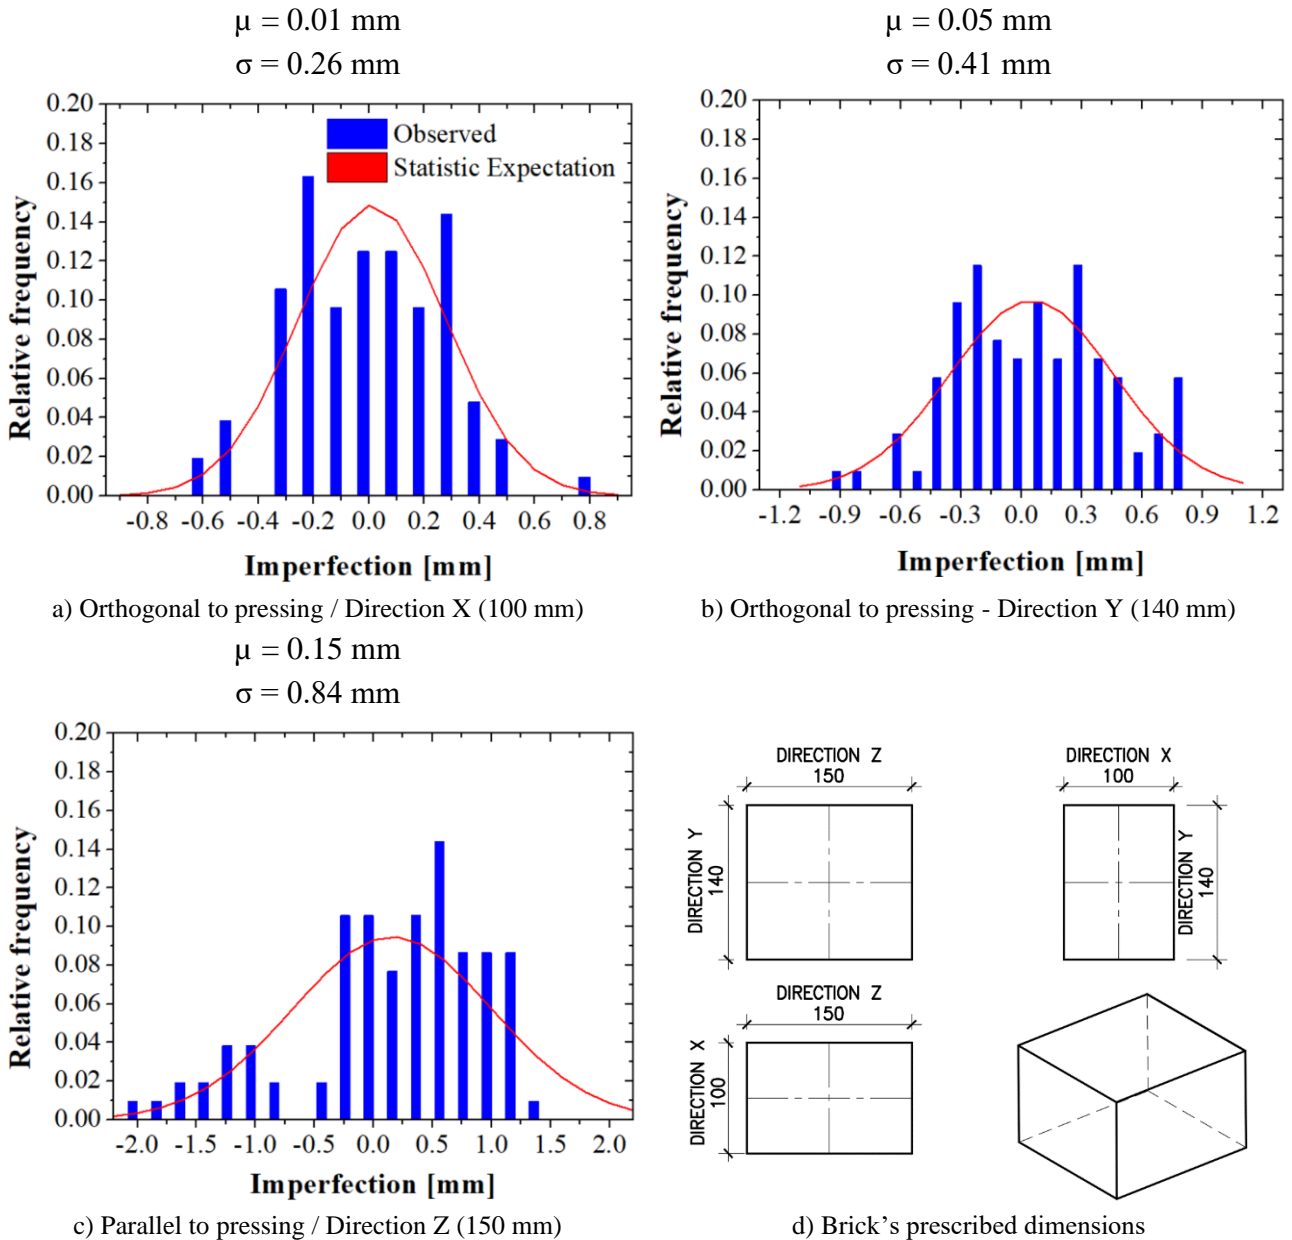 μ = 0.01 mm
σ = 0.26 mm
μ = 0.05 mm
σ = 0.41 mm
0.20
0.18
0.16
0.14
0.12
0.10
0.08
0.06
0.04
0.02
0.00
Relative frequency
Observed
Statistic Expectation
-0.8 -0.6 -0.4 -0.2 0.0 0.2 0.4 0.6 0.8
Imperfection [mm]
a) Orthogonal to pressing / Direction X (100 mm)
0.20
0.18
0.16
0.14
0.12
0.10
0.08
0.06
0.04
0.02
0.00
Relative frequency
-1.2 -0.9 -0.6 -0.3 0.0 0.3 0.6 0.9 1.2
Imperfection [mm]
b) Orthogonal to pressing - Direction Y (140 mm)
μ = 0.15 mm
σ = 0.84 mm
0.20
0.18
0.16
0.14
0.12
0.10
0.08
0.06
0.04
0.02
0.00
Relative frequency
-2.0 -1.5 -1.0 -0.5 0.0 0.5 1.0 1.5 2.0
Imperfection [mm]
c) Parallel to pressing / Direction Z (150 mm)
DIRECTION Z
150
DIRECTION Y
140
DIRECTION X
100
DIRECTION Y
140
DIRECTION Z
150
DIRECTION X
100
d) Brick’s prescribed dimensions